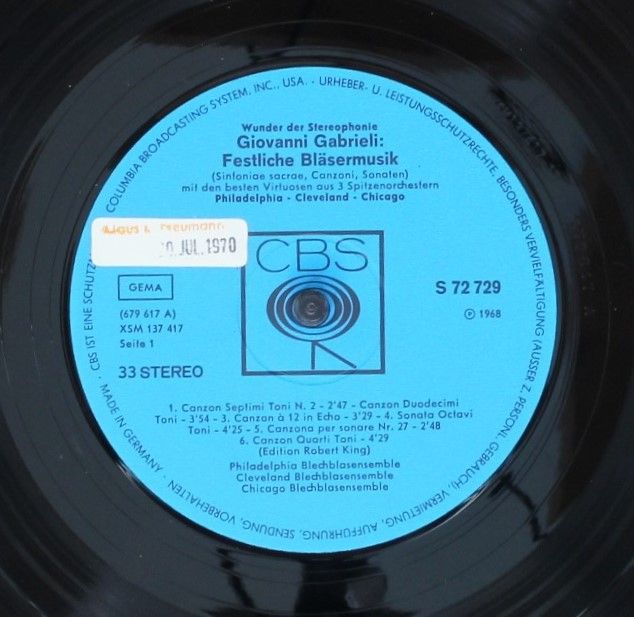 COLUMBIA BROADCASTING SYSTEM, INC., USA. · URHEBER- U. LEISTUNGSSCHUTZRECHTE, BESONDERS VERVIELFÄLTIGUNG (AUSSER Z. PERSÖNL. GEBRAUCH), VERMIETUNG, AUFFÜHRUNG, SENDUNG, VORBEHALTEN · MADE IN GERMANY · CBS IST EINE
Wunder der Stereophonie
Giovanni Gabrieli:
Festliche Bläsermusik
(Sinfoniae sacrae, Canzoni, Sonaten)
mit den besten Virtuosen aus 3 Spitzenorchestern
Philadelphia - Cleveland - Chicago
Neumann
JUL. 1970
CBS
GEMA
S 72 729
(679 617 A)
℗ 1968
XSM 137 417
Seite 1
33 STEREO
1. Canzon Septimi Toni N. 2 - 2'47 - Canzon Duodecimi
Toni - 3'54 - 3. Canzon à 12 in Echo - 3'29 - 4. Sonata Octavi
Toni - 4'25 - 5. Canzona per sonare Nr. 27 - 2'48
6. Canzon Quarti Toni - 4'29
(Edition Robert King)
Philadelphia Blechblasensemble
Cleveland Blechblasensemble
Chicago Blechblasensemble